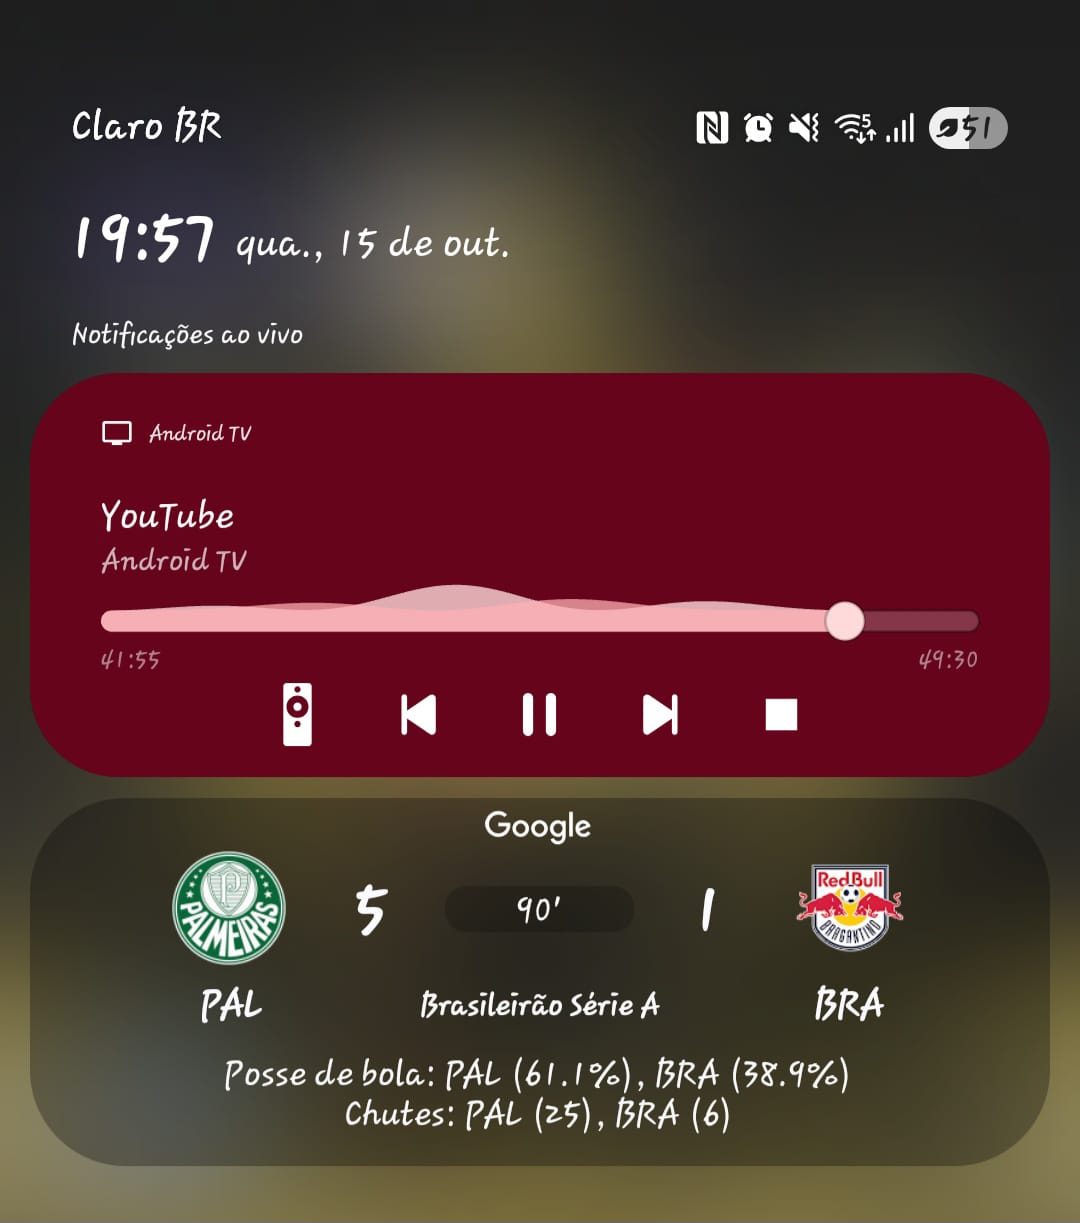 Claro BR
51
19:57 qua., 15 de out.
Notificações ao vivo
Android TV
YouTube
Android TV
41:55 49:30
Google
PALMEIRAS
5 90' 1
Red Bull
BRAGANTINO
PAL Brasileirão Série A BRA
Posse de bola: PAL (61.1%), BRA (38.9%)
Chutes: PAL (25), BRA (6)